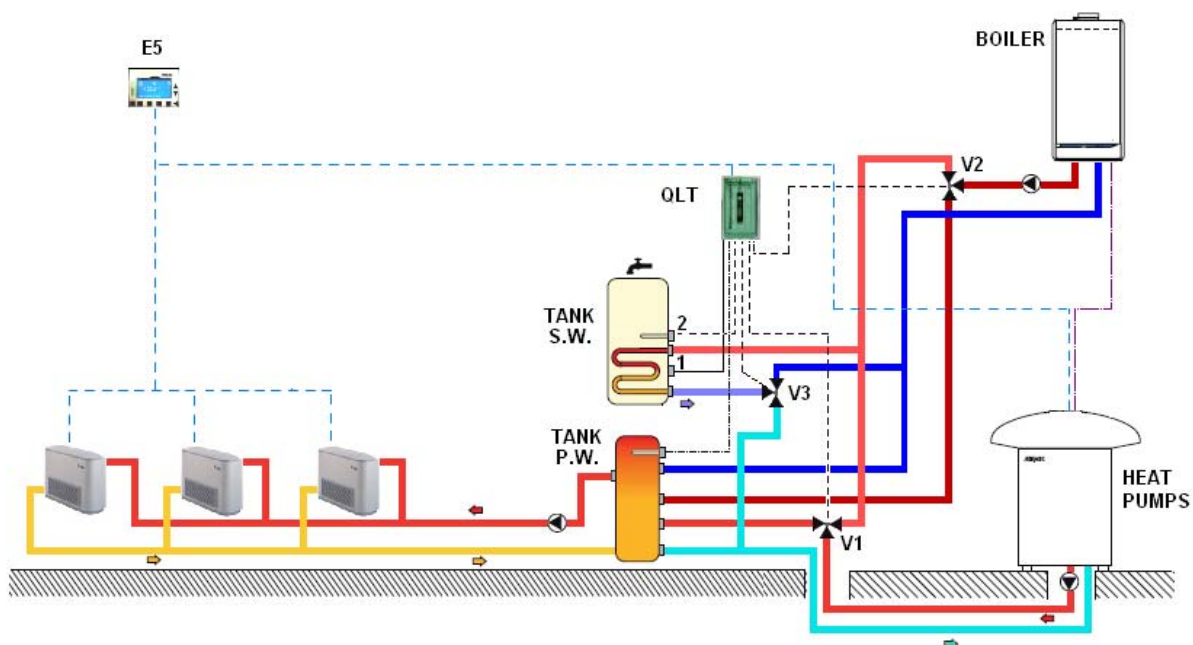 E5
BOILER
V2
QLT
TANK
S.W.
2
1
V3
TANK
P.W.
V1
HEAT
PUMPS